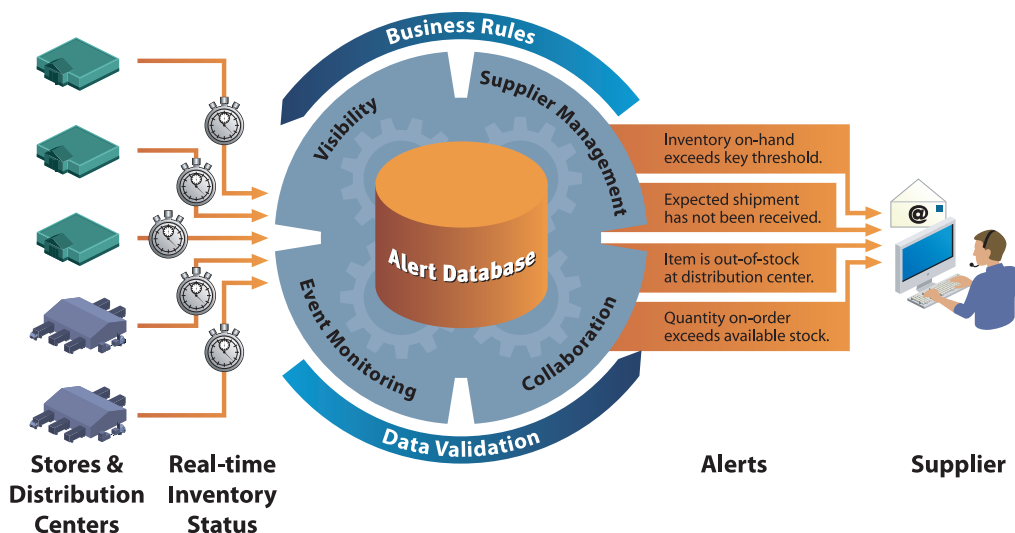 Business Rules
Visibility
Supplier Management
Event Monitoring
Collaboration
Alert Database
Data Validation
Inventory on-hand
exceeds key threshold.
Expected shipment
has not been received.
Item is out-of-stock
at distribution center.
Quantity on-order
exceeds available stock.
@
Stores &
Distribution
Centers
Real-time
Inventory
Status
Alerts
Supplier